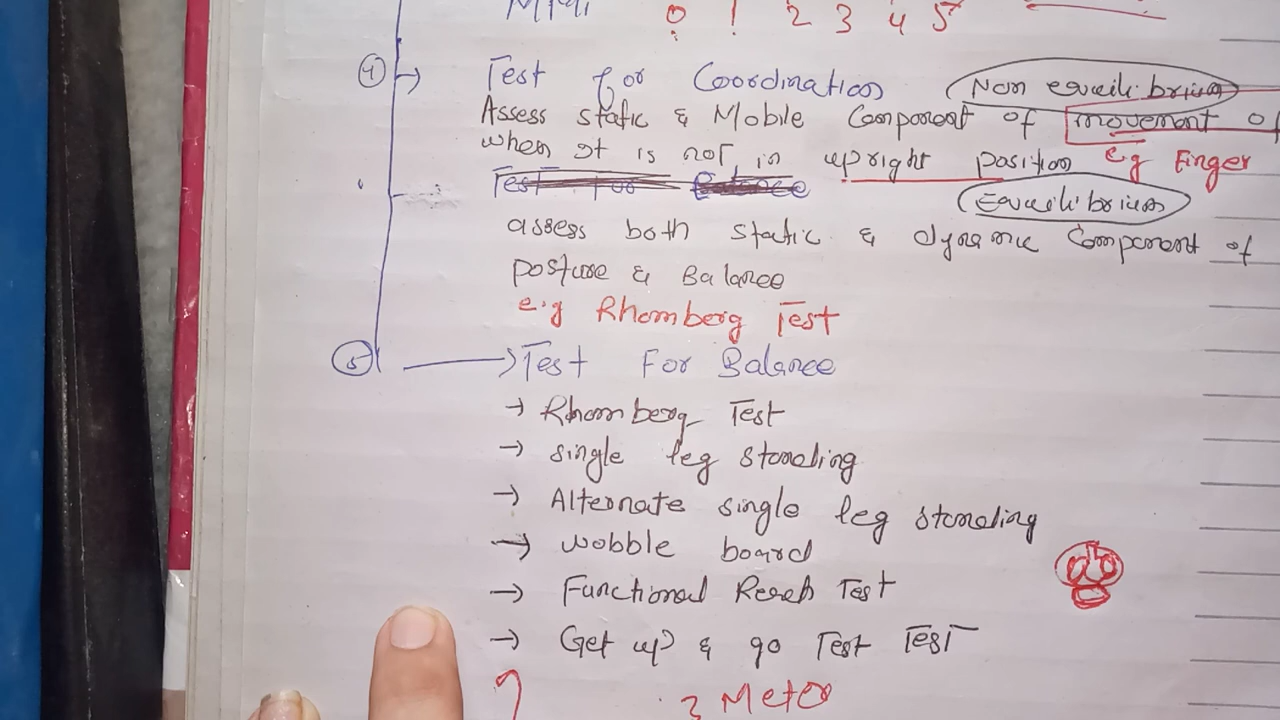 0 1 2 3 4 5
4 → Test for Coordination (Non equilibrium)
Assess static & Mobile Component of movement of
when It is not in upright position eg Finger
Test for Balance
(Equilibrium)
assess both static & dynamic Component of
posture & Balance
e.g Rhomberg Test
5 → Test For Balance
→ Rhomberg Test
→ single leg standing
→ Alternate single leg standing
→ wobble board
→ Functional Reach Test
→ Get up & go Test TEST
3 Meter